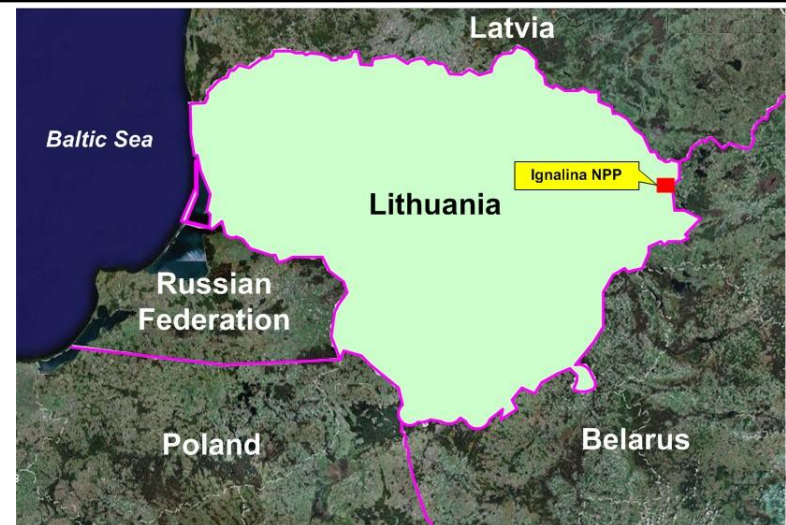 Latvia
Baltic Sea
Ignalina NPP
Lithuania
Russian
Federation
Poland
Belarus